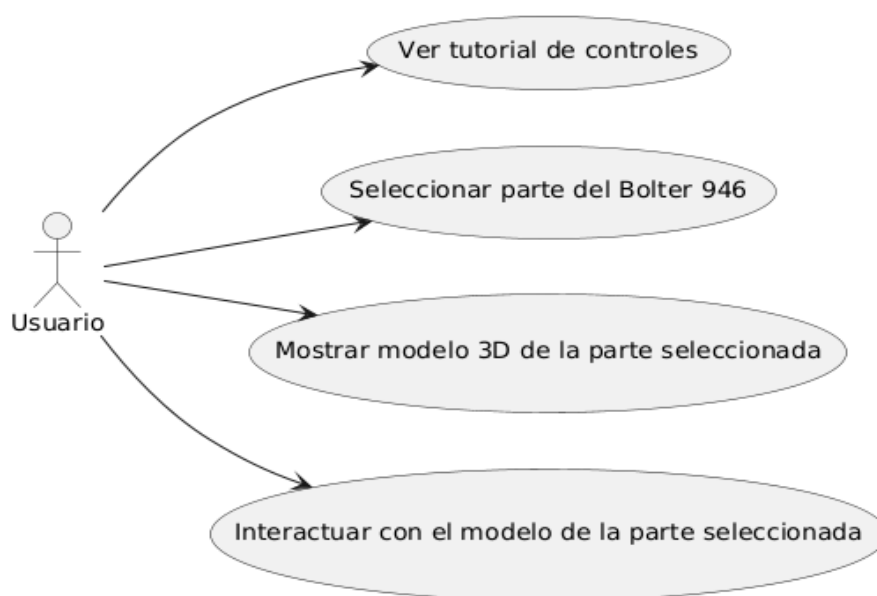 Ver tutorial de controles
Seleccionar parte del Bolter 946
Usuario
Mostrar modelo 3D de la parte seleccionada
Interactuar con el modelo de la parte seleccionada